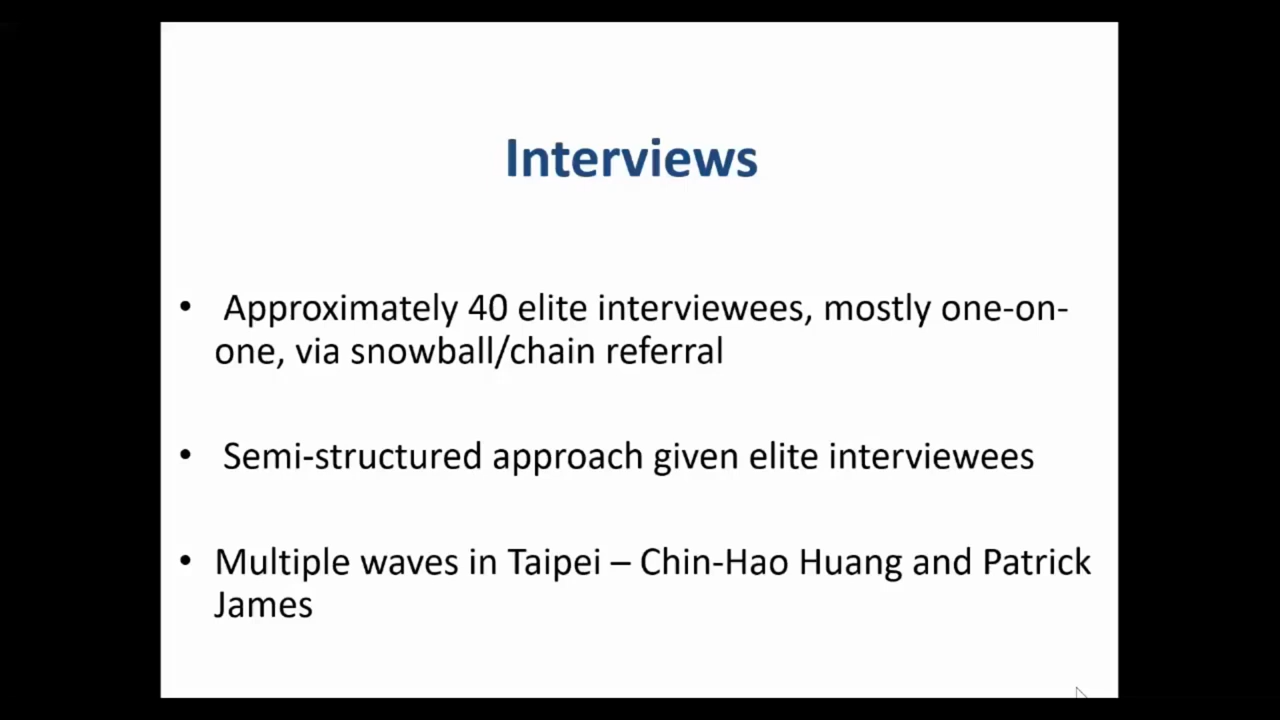 Interviews
• Approximately 40 elite interviewees, mostly one-on-
one, via snowball/chain referral
• Semi-structured approach given elite interviewees
• Multiple waves in Taipei – Chin-Hao Huang and Patrick
James